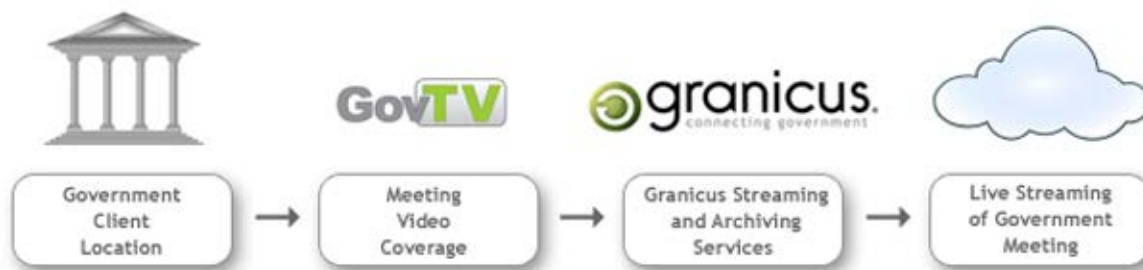 GovTV
granicus.
connecting government
Government
Client
Location
Meeting
Video
Coverage
Granicus Streaming
and Archiving
Services
Live Streaming
of Government
Meeting